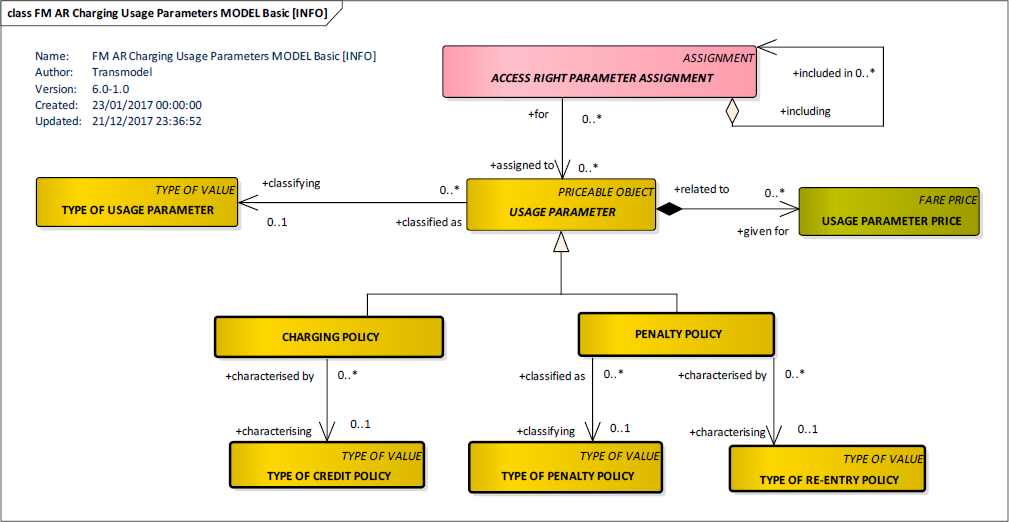 class FM AR Charging Usage Parameters MODEL Basic [INFO]
Name: FM AR Charging Usage Parameters MODEL Basic [INFO]
Author: Transmodel
Version: 6.0-1.0
Created: 23/01/2017 00:00:00
Updated: 21/12/2017 23:36:52
ASSIGNMENT
ACCESS RIGHT PARAMETER ASSIGNMENT
+included in 0..*
+including
+for
0..*
+assigned to
0..*
TYPE OF VALUE
TYPE OF USAGE PARAMETER
+classifying
0..1
0..*
+classified as
PRICEABLE OBJECT
USAGE PARAMETER
+related to
0..*
+given for
FARE PRICE
USAGE PARAMETER PRICE
CHARGING POLICY
PENALTY POLICY
+characterised by
0..*
+classified as
0..*
+characterised by
0..*
+characterising
0..1
+classifying
0..1
+characterising
0..1
TYPE OF VALUE
TYPE OF CREDIT POLICY
TYPE OF VALUE
TYPE OF PENALTY POLICY
TYPE OF VALUE
TYPE OF RE-ENTRY POLICY